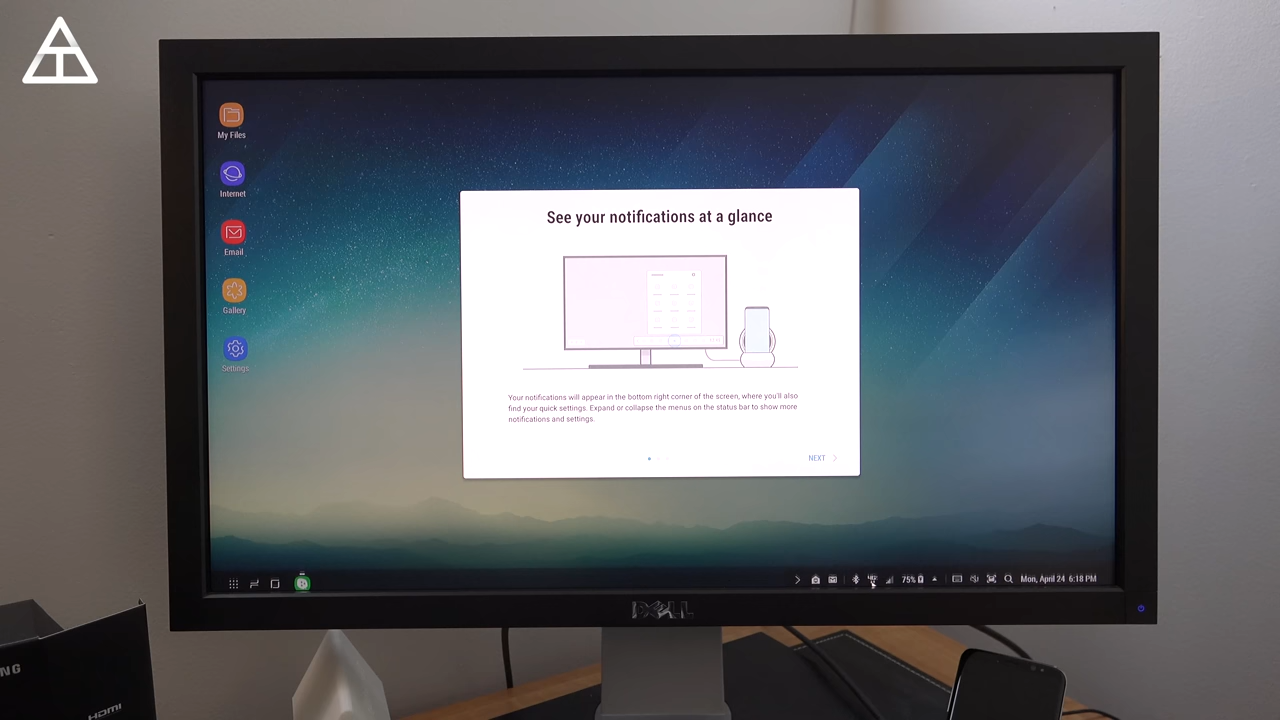 My Files
Internet
Email
Gallery
Settings
See your notifications at a glance
Your notifications will appear in the bottom right corner of the screen, where you'll also
find your quick settings. Expand or collapse the menus on the status bar to show more
notifications and settings.
NEXT
75%
Mon, April 24 6:18 PM
DELL
NG
HDMI